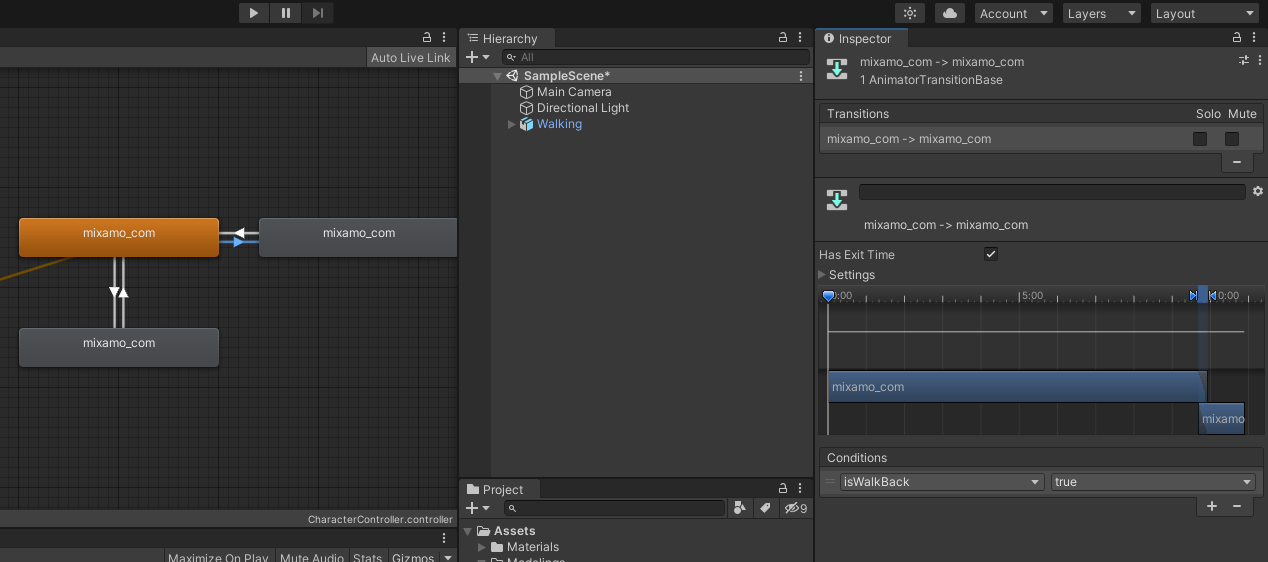 Account
Layers
Layout
Auto Live Link
mixamo_com
mixamo_com
mixamo_com
CharacterController.controller
Maximize On Play
Mute Audio
Stats
Gizmos
Hierarchy
All
SampleScene*
Main Camera
Directional Light
Walking
Project
9
Assets
Materials
Modelings
Inspector
mixamo_com -> mixamo_com
1 AnimatorTransitionBase
Transitions
Solo
Mute
mixamo_com -> mixamo_com
mixamo_com -> mixamo_com
Has Exit Time
Settings
0:00
5:00
0:00
mixamo_com
mixamo
Conditions
isWalkBack
true